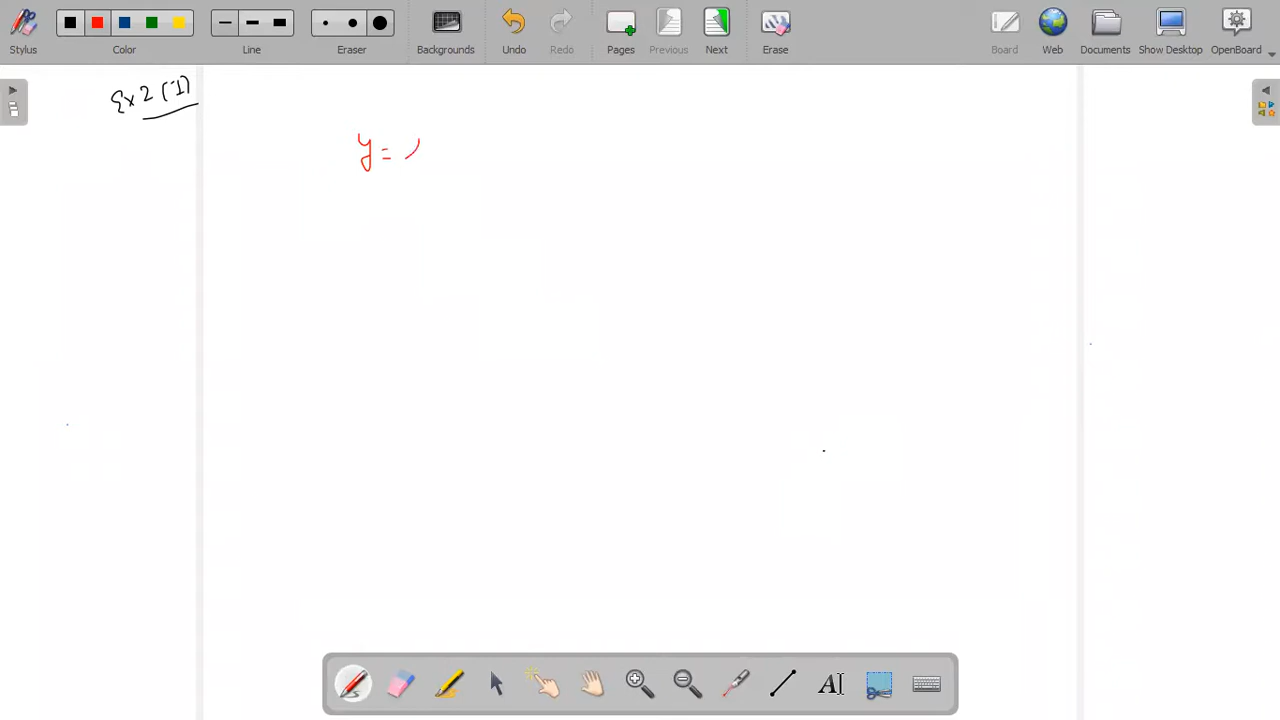 Stylus
Color
Line
Eraser
Backgrounds
Undo
Redo
Pages
Previous
Next
Erase
Board
Web
Documents
Show Desktop
OpenBoard
Ex 2 (1)
y =